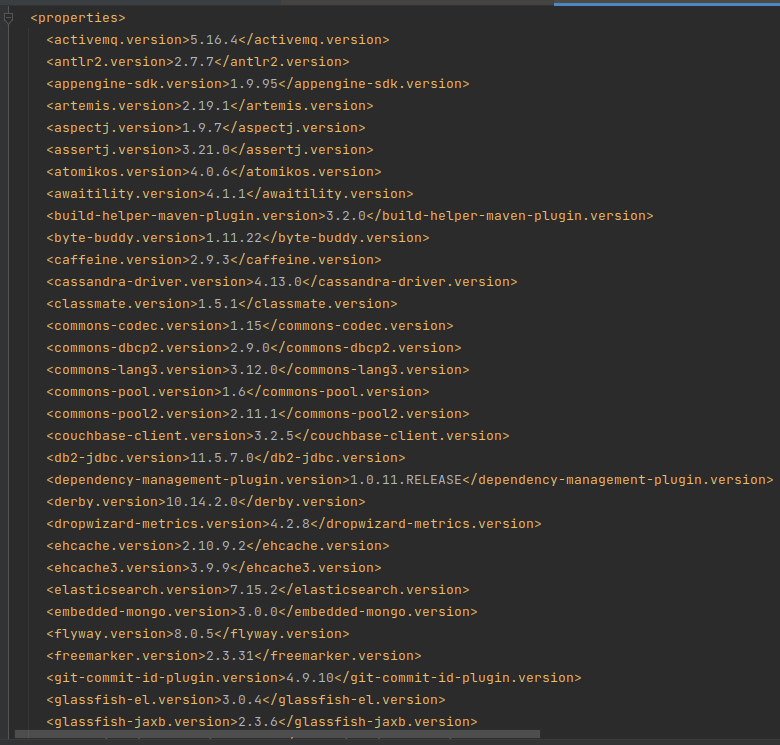 <properties>
<activemq.version>5.16.4</activemq.version>
<antlr2.version>2.7.7</antlr2.version>
<appengine-sdk.version>1.9.95</appengine-sdk.version>
<artemis.version>2.19.1</artemis.version>
<aspectj.version>1.9.7</aspectj.version>
<assertj.version>3.21.0</assertj.version>
<atomikos.version>4.0.6</atomikos.version>
<awaitility.version>4.1.1</awaitility.version>
<build-helper-maven-plugin.version>3.2.0</build-helper-maven-plugin.version>
<byte-buddy.version>1.11.22</byte-buddy.version>
<caffeine.version>2.9.3</caffeine.version>
<cassandra-driver.version>4.13.0</cassandra-driver.version>
<classmate.version>1.5.1</classmate.version>
<commons-codec.version>1.15</commons-codec.version>
<commons-dbcp2.version>2.9.0</commons-dbcp2.version>
<commons-lang3.version>3.12.0</commons-lang3.version>
<commons-pool.version>1.6</commons-pool.version>
<commons-pool2.version>2.11.1</commons-pool2.version>
<couchbase-client.version>3.2.5</couchbase-client.version>
<db2-jdbc.version>11.5.7.0</db2-jdbc.version>
<dependency-management-plugin.version>1.0.11.RELEASE</dependency-management-plugin.version>
<derby.version>10.14.2.0</derby.version>
<dropwizard-metrics.version>4.2.8</dropwizard-metrics.version>
<ehcache.version>2.10.9.2</ehcache.version>
<ehcache3.version>3.9.9</ehcache3.version>
<elasticsearch.version>7.15.2</elasticsearch.version>
<embedded-mongo.version>3.0.0</embedded-mongo.version>
<flyway.version>8.0.5</flyway.version>
<freemarker.version>2.3.31</freemarker.version>
<git-commit-id-plugin.version>4.9.10</git-commit-id-plugin.version>
<glassfish-el.version>3.0.4</glassfish-el.version>
<glassfish-jaxb.version>2.3.6</glassfish-jaxb.version>